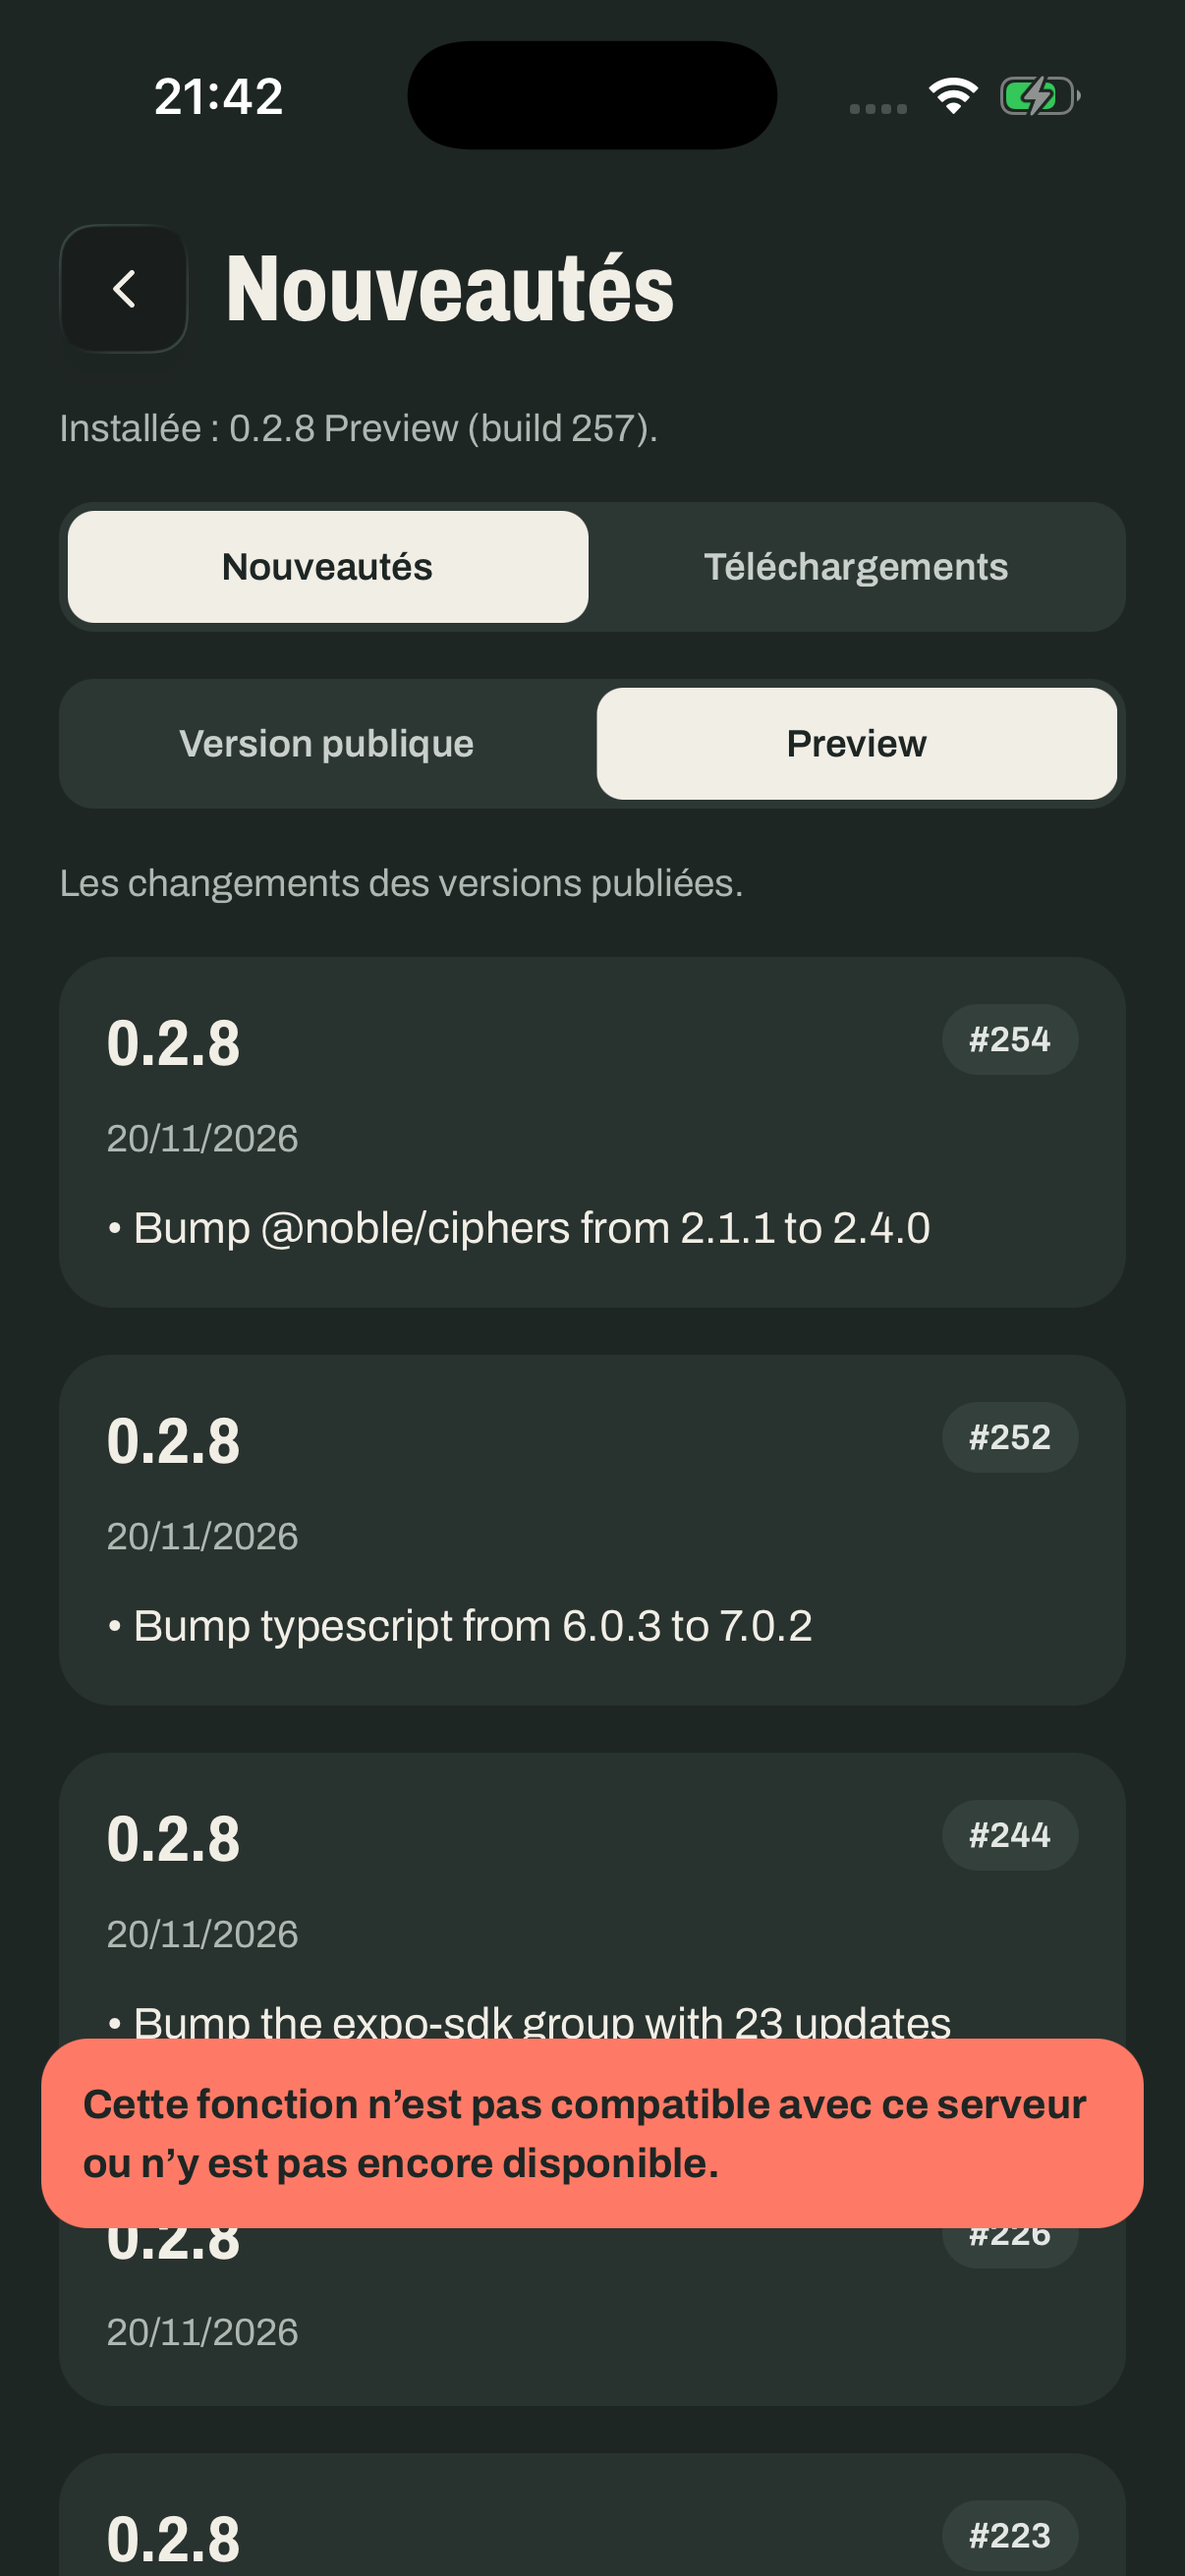 21:42
Nouveautés
Installée : 0.2.8 Preview (build 257).
Nouveautés
Téléchargements
Version publique
Preview
Les changements des versions publiées.
0.2.8
#254
20/11/2026
• Bump @noble/ciphers from 2.1.1 to 2.4.0
0.2.8
#252
20/11/2026
• Bump typescript from 6.0.3 to 7.0.2
0.2.8
#244
20/11/2026
• Bump the expo-sdk group with 23 updates
Cette fonction n’est pas compatible avec ce serveur
ou n’y est pas encore disponible.
0.2.8
#226
20/11/2026
0.2.8
#223